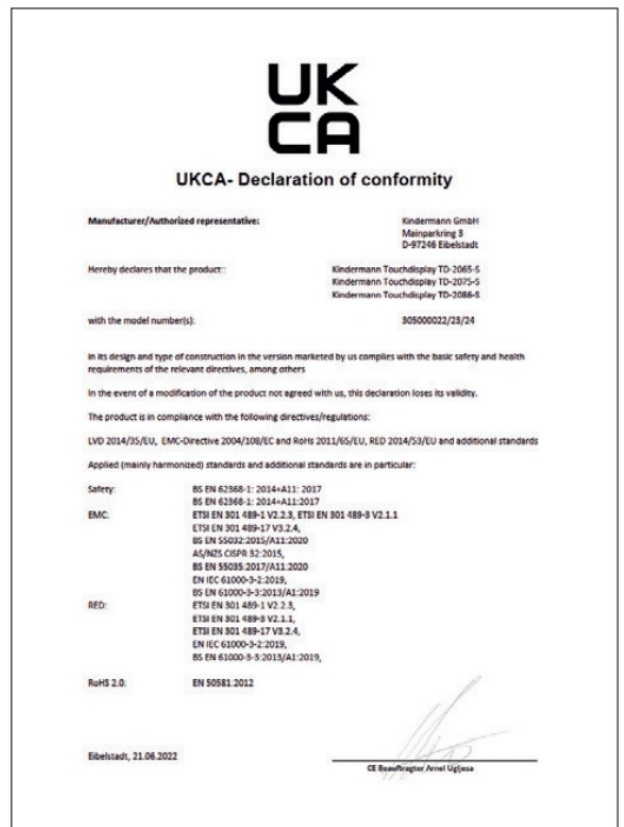 UK
CA
UKCA- Declaration of conformity
Manufacturer/Authorized representative: Kindermann GmbH
Mainparkring 3
D-97246 Eibelstadt
Hereby declares that the product:: Kindermann Touchdisplay TD-2065-S
Kindermann Touchdisplay TD-2075-S
Kindermann Touchdisplay TD-2086-S
with the model number(s): 305000022/23/24
in its design and type of construction in the version marketed by us complies with the basic safety and health
requirements of the relevant directives, among others
In the event of a modification of the product not agreed with us, this declaration loses its validity.
The product is in compliance with the following directives/regulations:
LVD 2014/35/EU, EMC-Directive 2004/108/EC and RoHs 2011/65/EU, RED 2014/53/EU and additional standards
Applied (mainly harmonized) standards and additional standards are in particular:
Safety: BS EN 62368-1: 2014+A11: 2017
BS EN 62368-1: 2014+A11:2017
EMC: ETSI EN 301 489-1 V2.2.3, ETSI EN 301 489-3 V2.1.1
ETSI EN 301 489-17 V3.2.4,
BS EN 55032:2015/A11:2020
AS/NZS CISPR 32:2015,
BS EN 55035:2017/A11:2020
EN IEC 61000-3-2:2019,
BS EN 61000-3-3:2013/A1:2019
RED: ETSI EN 301 489-1 V2.2.3,
ETSI EN 301 489-3 V2.1.1,
ETSI EN 301 489-17 V3.2.4,
EN IEC 61000-3-2:2019,
BS EN 61000-3-3:2013/A1:2019,
RoHS 2.0: EN 50581:2012
Eibelstadt, 21.06.2022
CE Beauftragter Arnel Ugljesa